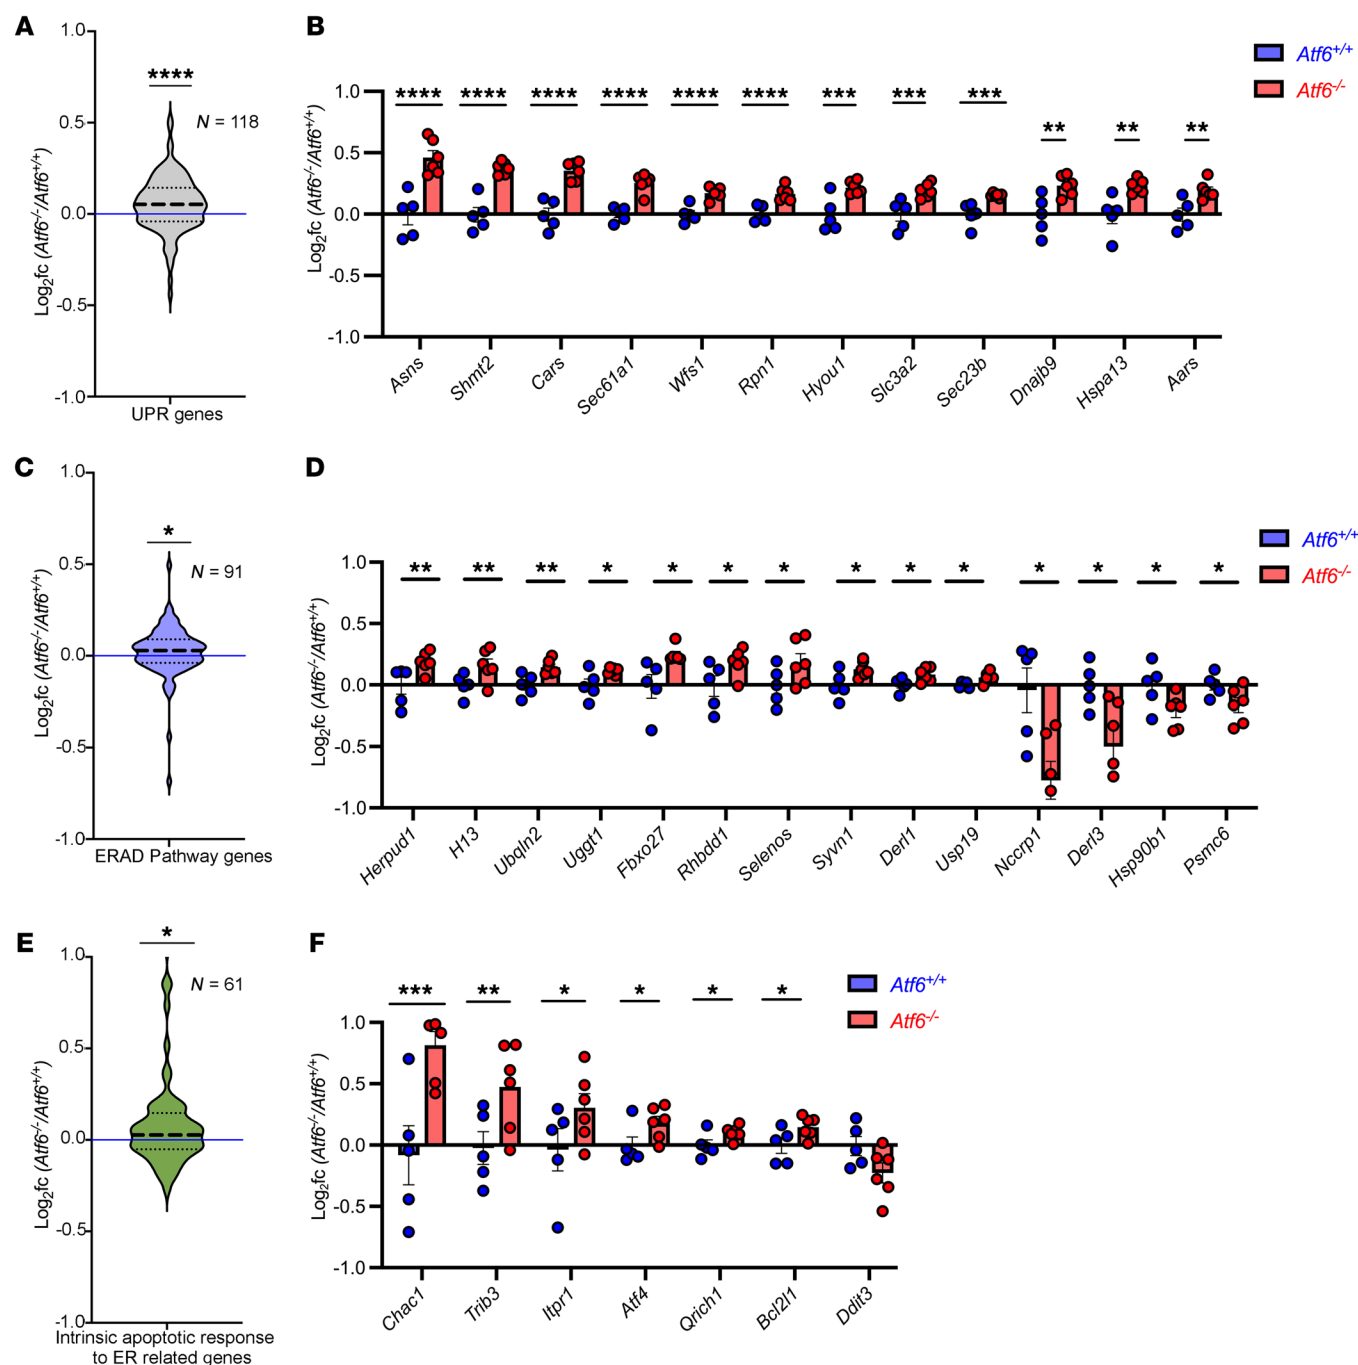 A
1.0
0.5
0.0
-0.5
-1.0
Log2fc (Atf6-/-/Atf6+/+)
****
N = 118
UPR genes
B
Atf6+/+
Atf6-/-
1.0
0.5
0.0
-0.5
-1.0
Log2fc (Atf6-/-/Atf6+/+)
**** **** **** **** **** **** *** *** *** ** ** **
Asns Shmt2 Cars Sec61a1 Wfs1 Rpn1 Hyou1 Slc3a2 Sec23b Dnajb9 Hspa13 Aars
C
1.0
0.5
0.0
-0.5
-1.0
Log2fc (Atf6-/-/Atf6+/+)
*
N = 91
ERAD Pathway genes
D
Atf6+/+
Atf6-/-
1.0
0.5
0.0
-0.5
-1.0
Log2fc (Atf6-/-/Atf6+/+)
** ** ** * * * * * * * * * * *
Herpud1 H13 Ubqln2 Uggt1 Fbxo27 Rhbdd1 Selenos Syvn1 Derl1 Usp19 Nccrp1 Derl3 Hsp90b1 Psmc6
E
1.0
0.5
0.0
-0.5
-1.0
Log2fc (Atf6-/-/Atf6+/+)
*
N = 61
Intrinsic apoptotic response
to ER related genes
F
Atf6+/+
Atf6-/-
1.0
0.5
0.0
-0.5
-1.0
Log2fc (Atf6-/-/Atf6+/+)
*** ** * * * *
Chac1 Trib3 Itpr1 Atf4 Qrich1 Bcl2l1 Ddit3